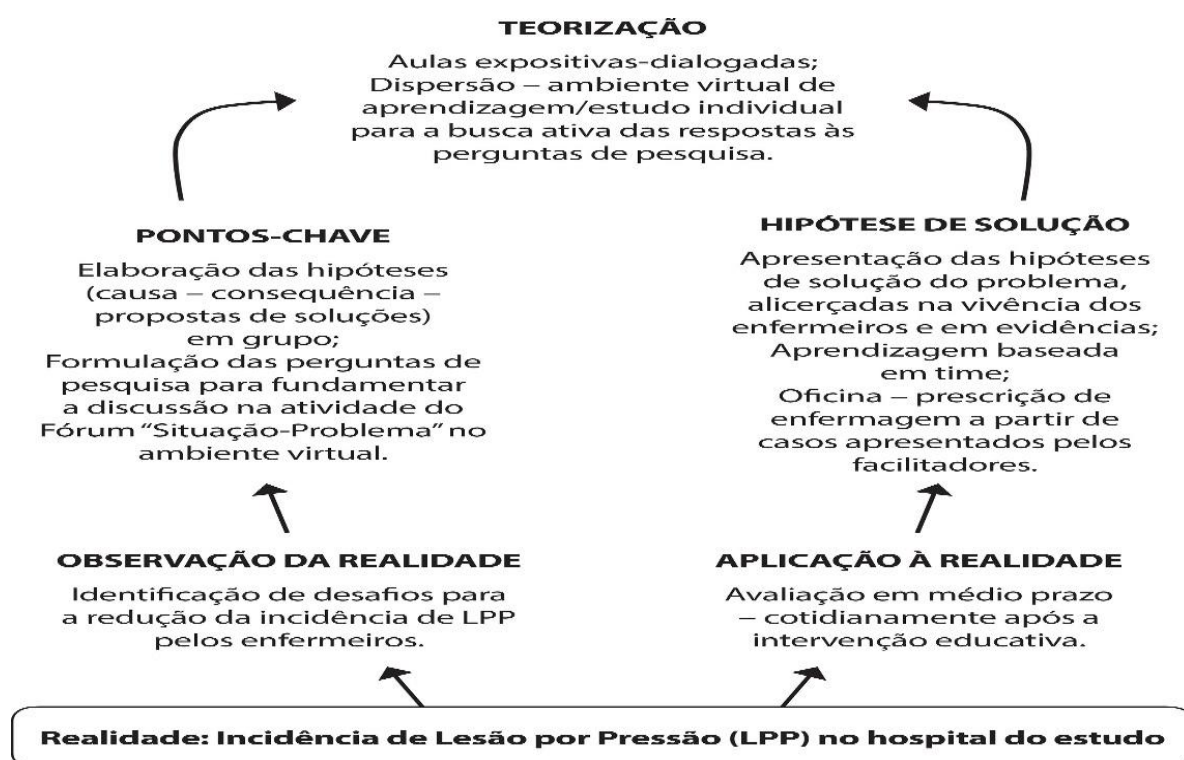 TEORIZAÇÃO
Aulas expositivas-dialogadas;
Dispersão – ambiente virtual de
aprendizagem/estudo individual
para a busca ativa das respostas às
perguntas de pesquisa.
PONTOS-CHAVE
Elaboração das hipóteses
(causa – consequência –
propostas de soluções)
em grupo;
Formulação das perguntas de
pesquisa para fundamentar
a discussão na atividade do
Fórum “Situação-Problema” no
ambiente virtual.
HIPÓTESE DE SOLUÇÃO
Apresentação das hipóteses
de solução do problema,
alicerçadas na vivência dos
enfermeiros e em evidências;
Aprendizagem baseada
em time;
Oficina – prescrição de
enfermagem a partir de
casos apresentados pelos
facilitadores.
OBSERVAÇÃO DA REALIDADE
Identificação de desafios para
a redução da incidência de LPP
pelos enfermeiros.
APLICAÇÃO À REALIDADE
Avaliação em médio prazo
– cotidianamente após a
intervenção educativa.
Realidade: Incidência de Lesão por Pressão (LPP) no hospital do estudo